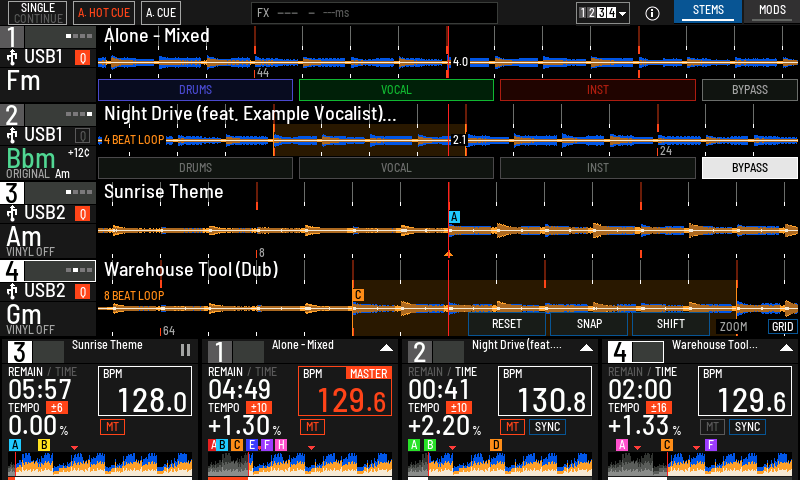 SINGLE
CONTINUE
A. HOT CUE
A. CUE
FX --- - ---ms
1 2 3 4
STEMS
MODS
1
Alone - Mixed
USB1 0
4.0
44
Fm
DRUMS VOCAL INST BYPASS
2
Night Drive (feat. Example Vocalist)...
USB1 0
4 BEAT LOOP
2.1
24
Bbm +12¢
ORIGINAL Am
DRUMS VOCAL INST BYPASS
3
Sunrise Theme
USB2 0
A
Am
VINYL OFF
8
4
Warehouse Tool (Dub)
USB2 0
8 BEAT LOOP
C
Gm
VINYL OFF
64
RESET SNAP SHIFT ZOOM GRID
3 Sunrise Theme
REMAIN / TIME
05:57
TEMPO ±6
0.00%
BPM
128.0
MT
A B
1 Alone - Mixed
REMAIN / TIME
04:49
TEMPO ±10
+1.30%
BPM MASTER
129.6
MT
A B C E F H
2 Night Drive (feat....
REMAIN / TIME
00:41
TEMPO ±10
+2.20%
BPM
130.8
MT SYNC
A B D
4 Warehouse Tool...
REMAIN / TIME
02:00
TEMPO ±16
+1.33%
BPM
129.6
MT SYNC
A C F